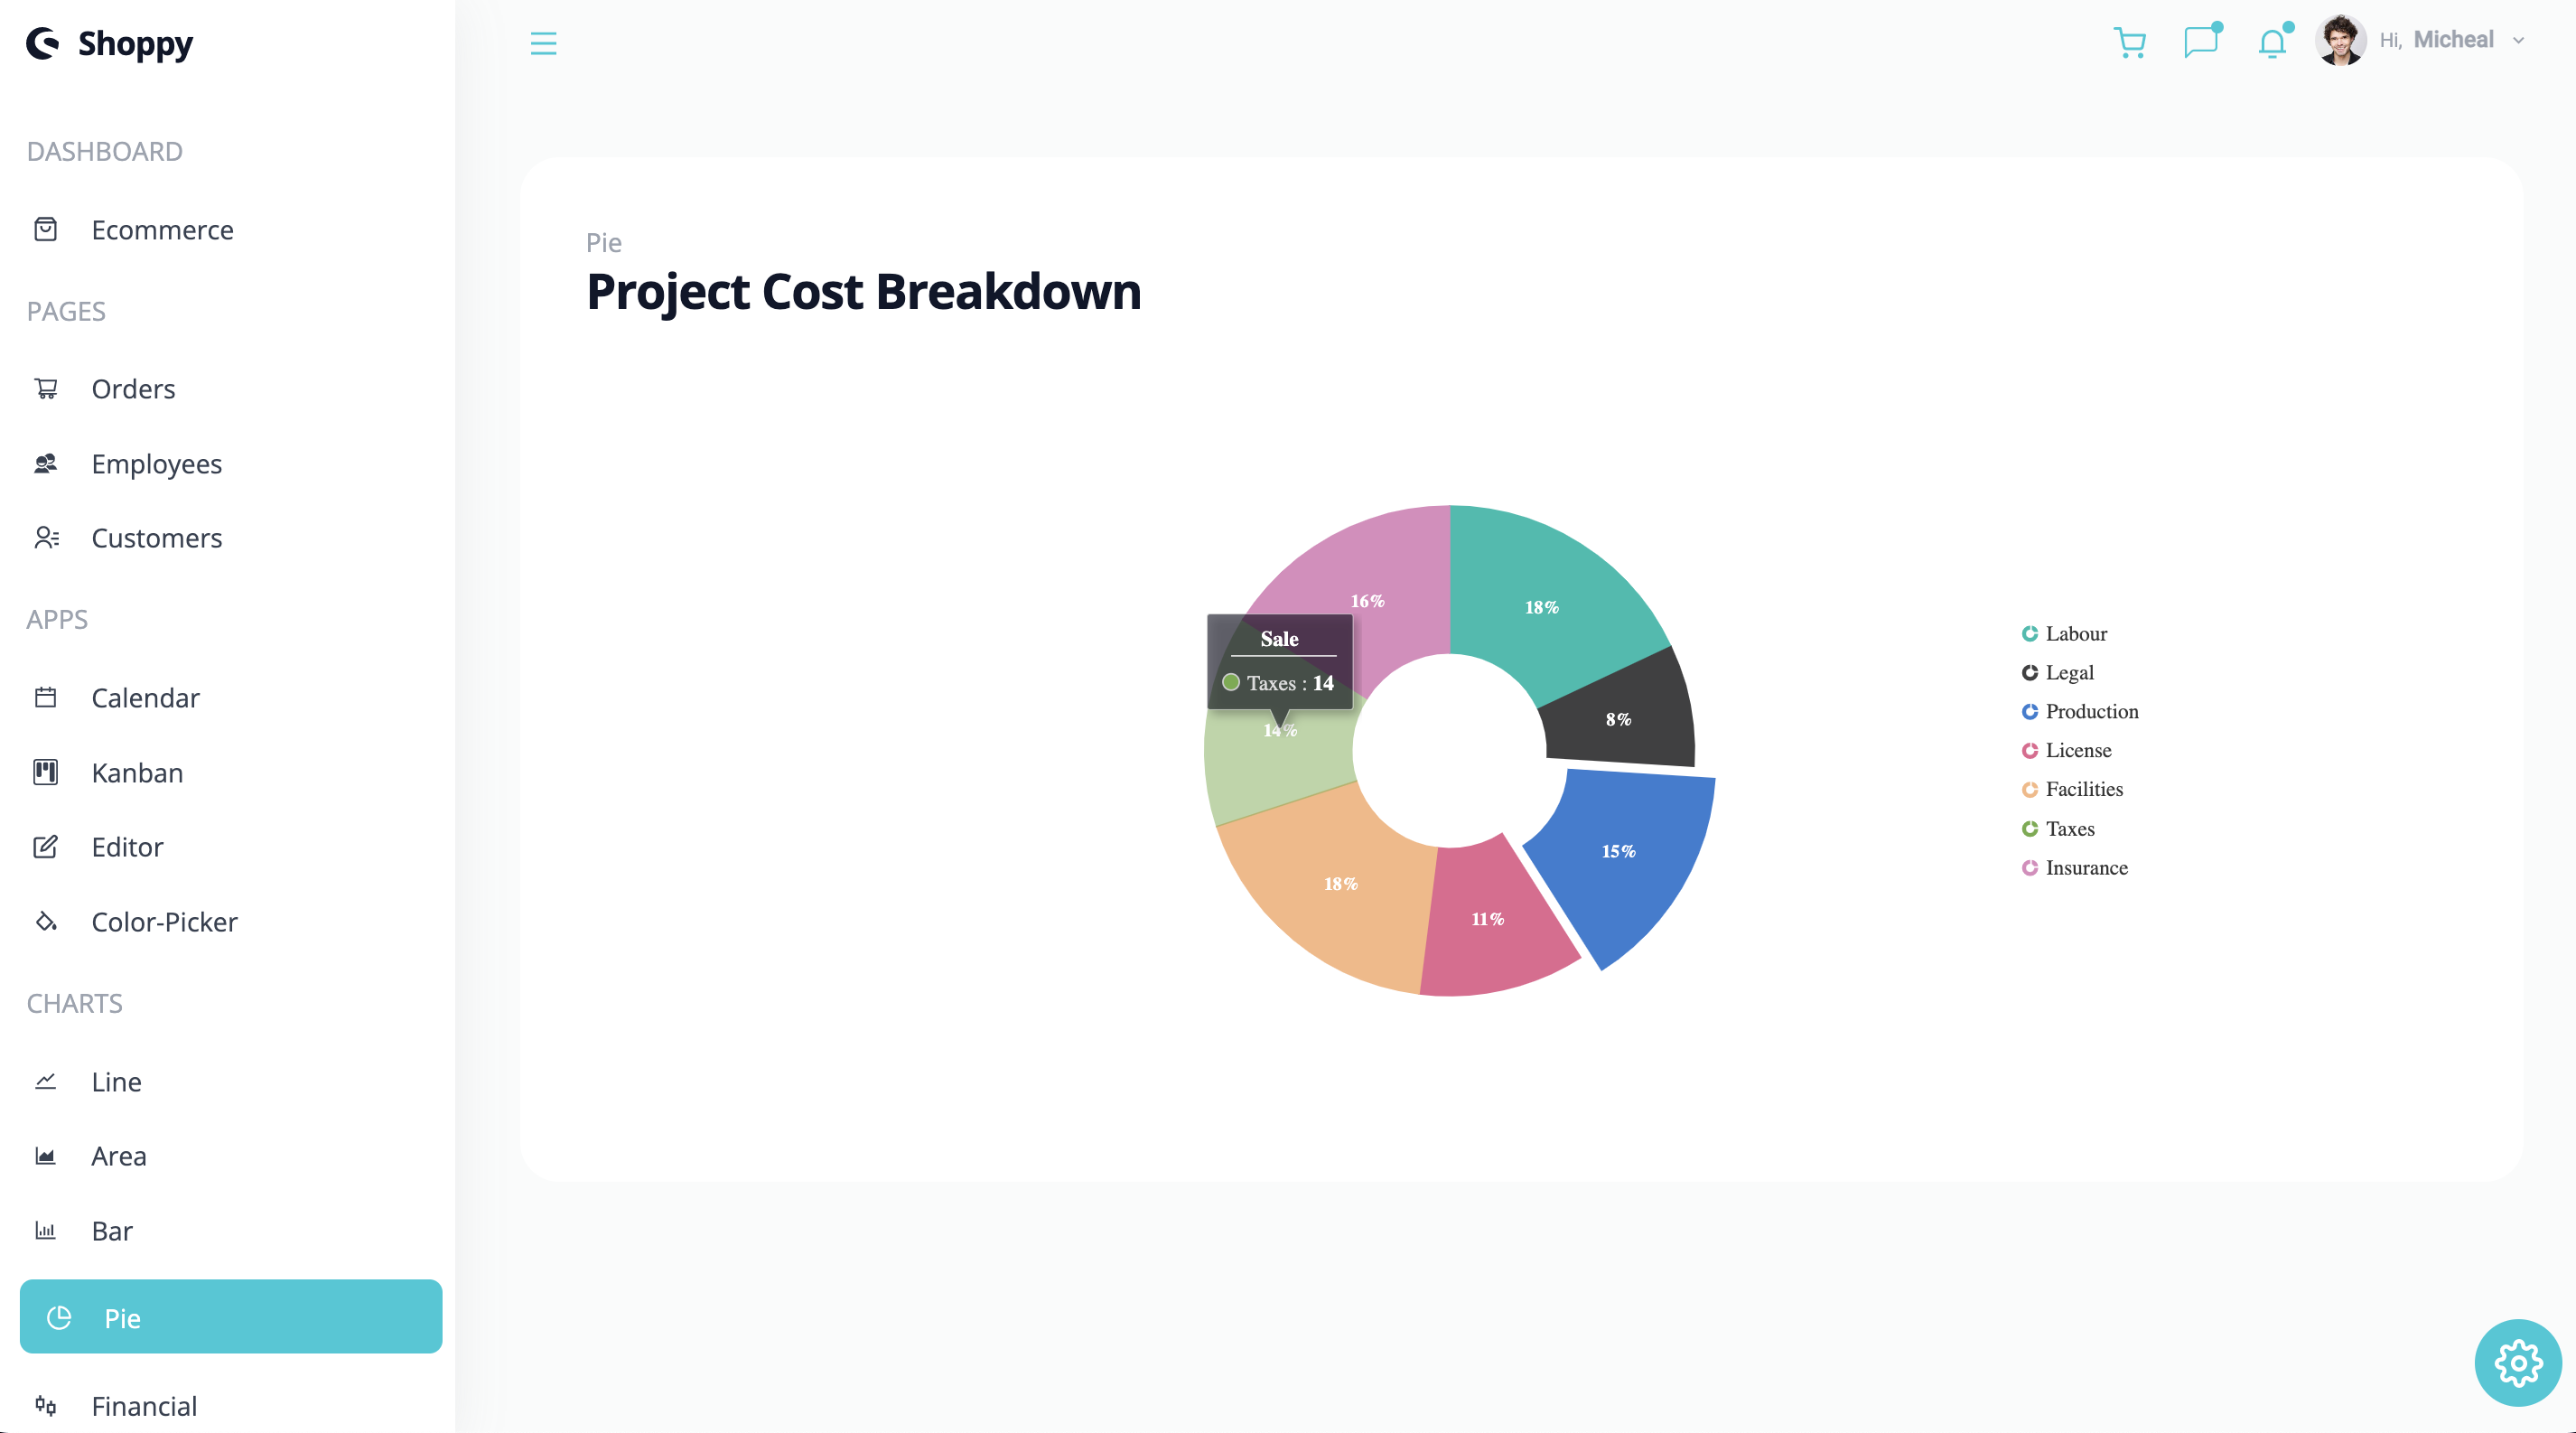 Shoppy
Hi, Micheal
DASHBOARD
Ecommerce
PAGES
Orders
Employees
Customers
APPS
Calendar
Kanban
Editor
Color-Picker
CHARTS
Line
Area
Bar
Pie
Financial
Pie
Project Cost Breakdown
16%
18%
Sale
Taxes : 14
8%
14%
15%
18%
11%
Labour
Legal
Production
License
Facilities
Taxes
Insurance